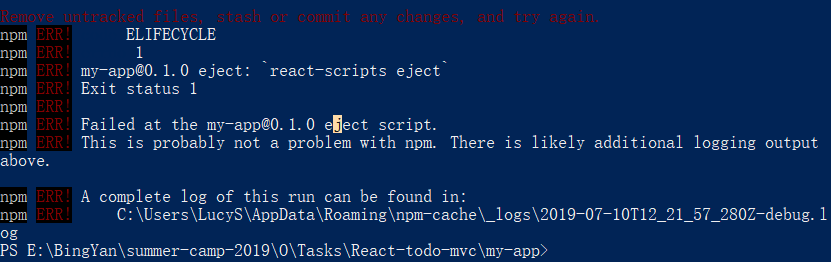 Remove untracked files, stash or commit any changes, and try again.
npm ERR! ELIFECYCLE
npm ERR! 1
npm ERR! my-app@0.1.0 eject: `react-scripts eject`
npm ERR! Exit status 1
npm ERR!
npm ERR! Failed at the my-app@0.1.0 eject script.
npm ERR! This is probably not a problem with npm. There is likely additional logging output
above.
npm ERR! A complete log of this run can be found in:
npm ERR!     C:\Users\LucyS\AppData\Roaming\npm-cache\_logs\2019-07-10T12_21_57_280Z-debug.l
og
PS E:\BingYan\summer-camp-2019\0\Tasks\React-todo-mvc\my-app>